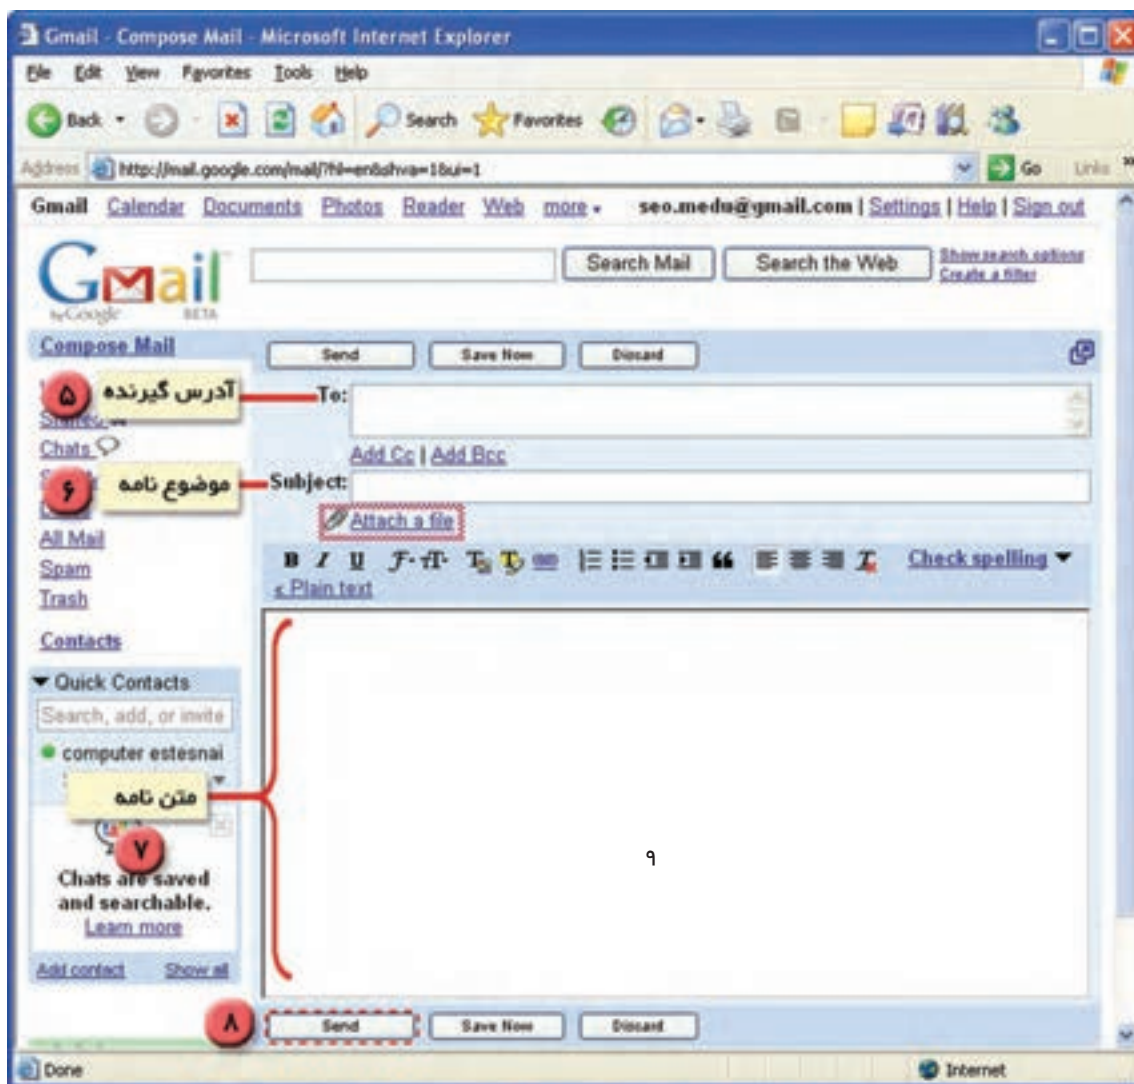 Gmail - Compose Mail - Microsoft Internet Explorer
File Edit View Favorites Tools Help
Back Search Favorites
Address http://mail.google.com/mail/?hl=en&shva=1&ui=1 Go Links »
Gmail Calendar Documents Photos Reader Web more seo.medu@gmail.com | Settings | Help | Sign out
Gmail
by Google BETA
Search Mail Search the Web
Show search options
Create a filter
Compose Mail
Send Save Now Discard
۵ آدرس گیرنده
To:
Chats
Add Cc | Add Bcc
۶ موضوع نامه
Subject:
Attach a file
All Mail
Spam
Trash
B I U Check spelling
« Plain text
Contacts
Quick Contacts
Search, add, or invite
computer estesnai
متن نامه
۷
۹
Chats are saved
and searchable.
Learn more
Add contact Show all
۸ Send Save Now Discard
Done Internet